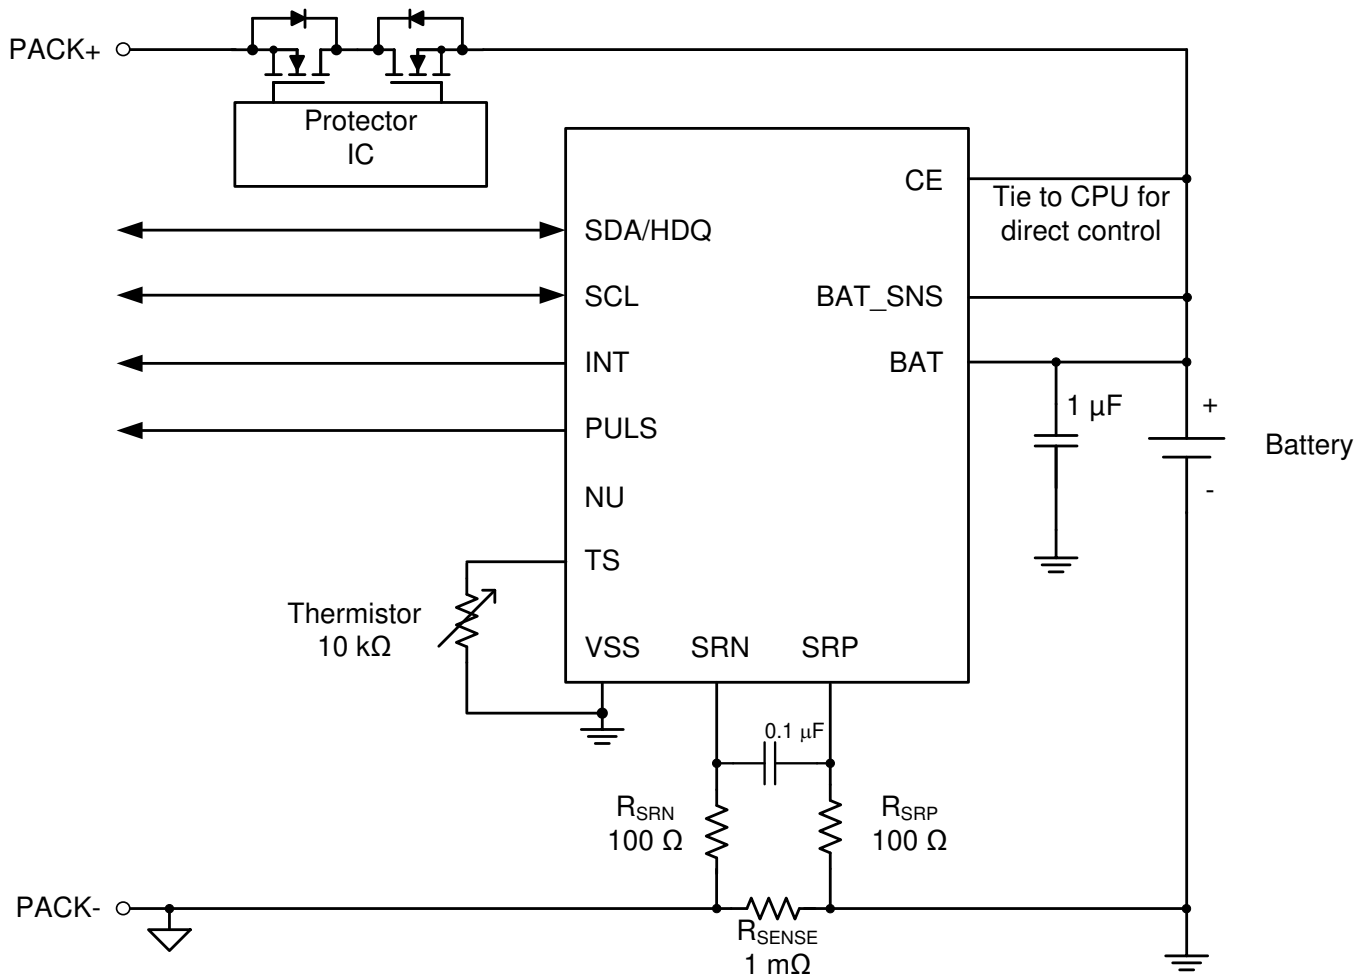 PACK+
Protector
IC
CE
Tie to CPU for
direct control
SDA/HDQ
SCL
BAT_SNS
INT
BAT
1 µF
+
PULS
Battery
-
NU
TS
Thermistor
10 kΩ
VSS
SRN
SRP
0.1 µF
RSRN
100 Ω
RSRP
100 Ω
PACK-
RSENSE
1 mΩ